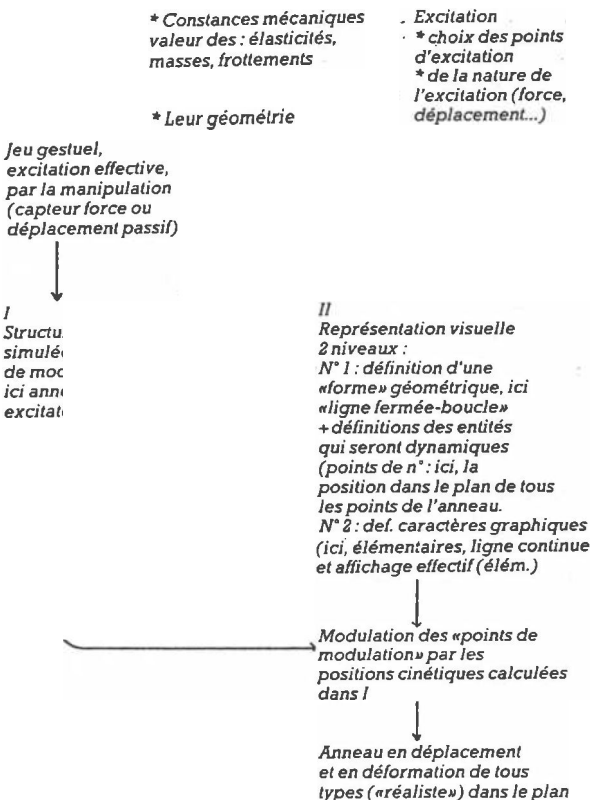 * Constances mécaniques
valeur des : élasticités,
masses, frottements
* Leur géométrie
. Excitation
* choix des points
d'excitation
* de la nature de
l'excitation (force,
déplacement...)
Jeu gestuel,
excitation effective,
par la manipulation
(capteur force ou
déplacement passif)
I
simulé
ici
II
Représentation visuelle
2 niveaux :
N° 1 : définition d'une
«forme» géométrique, ici
«ligne fermée-boucle»
+ définitions des entités
qui seront dynamiques
(points de n° : ici, la
position dans le plan de tous
les points de l'anneau.
N° 2 : def. caractères graphiques
(ici, élémentaires, ligne continue
et affichage effectif (élém.)
Modulation des «points de
modulation» par les
positions cinétiques calculées
dans I
Anneau en déplacement
et en déformation de tous
types («réaliste») dans le plan